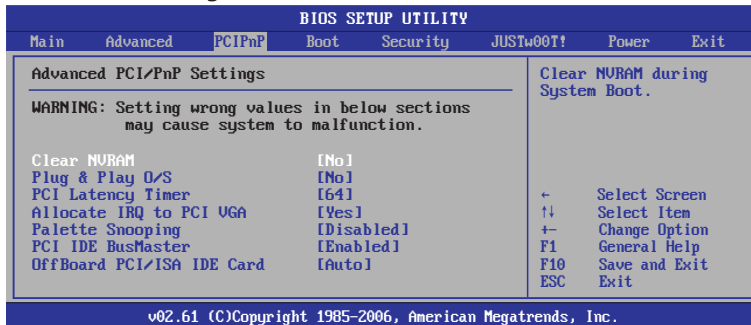 BIOS SETUP UTILITY
Main Advanced PCIPnP Boot Security JUSTw00T! Power Exit
Advanced PCI/PnP Settings
WARNING: Setting wrong values in below sections
may cause system to malfunction.
Clear NVRAM [No]
Plug & Play O/S [No]
PCI Latency Timer [64]
Allocate IRQ to PCI VGA [Yes]
Palette Snooping [Disabled]
PCI IDE BusMaster [Enabled]
OffBoard PCI/ISA IDE Card [Auto]
Clear NVRAM during
System Boot.
← Select Screen
↑↓ Select Item
+- Change Option
F1 General Help
F10 Save and Exit
ESC Exit
v02.61 (C)Copyright 1985-2006, American Megatrends, Inc.